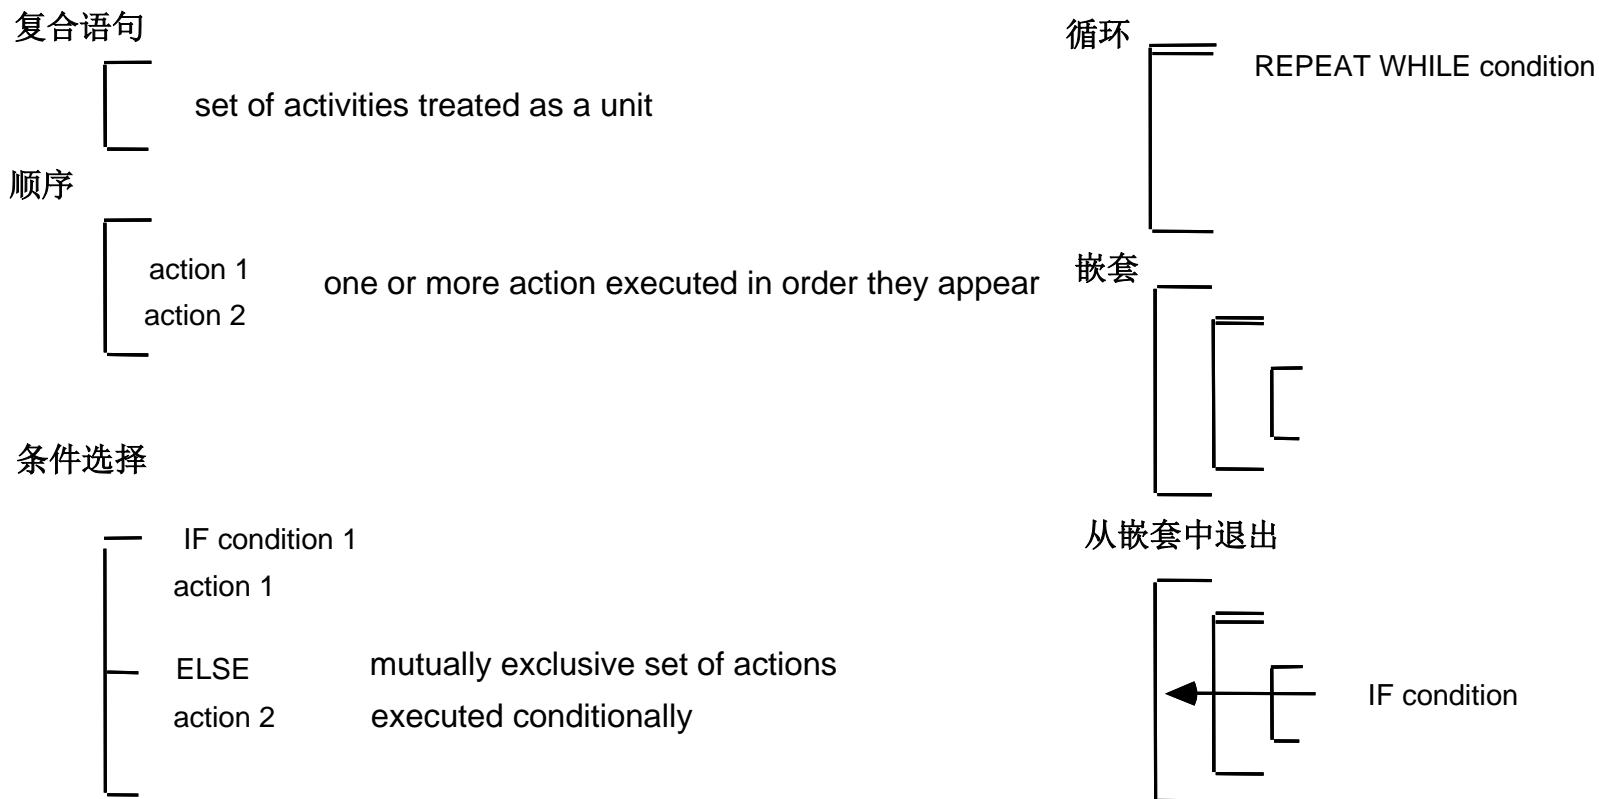 复合语句
set of activities treated as a unit
顺序
action 1
action 2
one or more action executed in order they appear
条件选择
IF condition 1
action 1
ELSE
action 2
mutually exclusive set of actions
executed conditionally
循环
REPEAT WHILE condition
嵌套
从嵌套中退出
IF condition